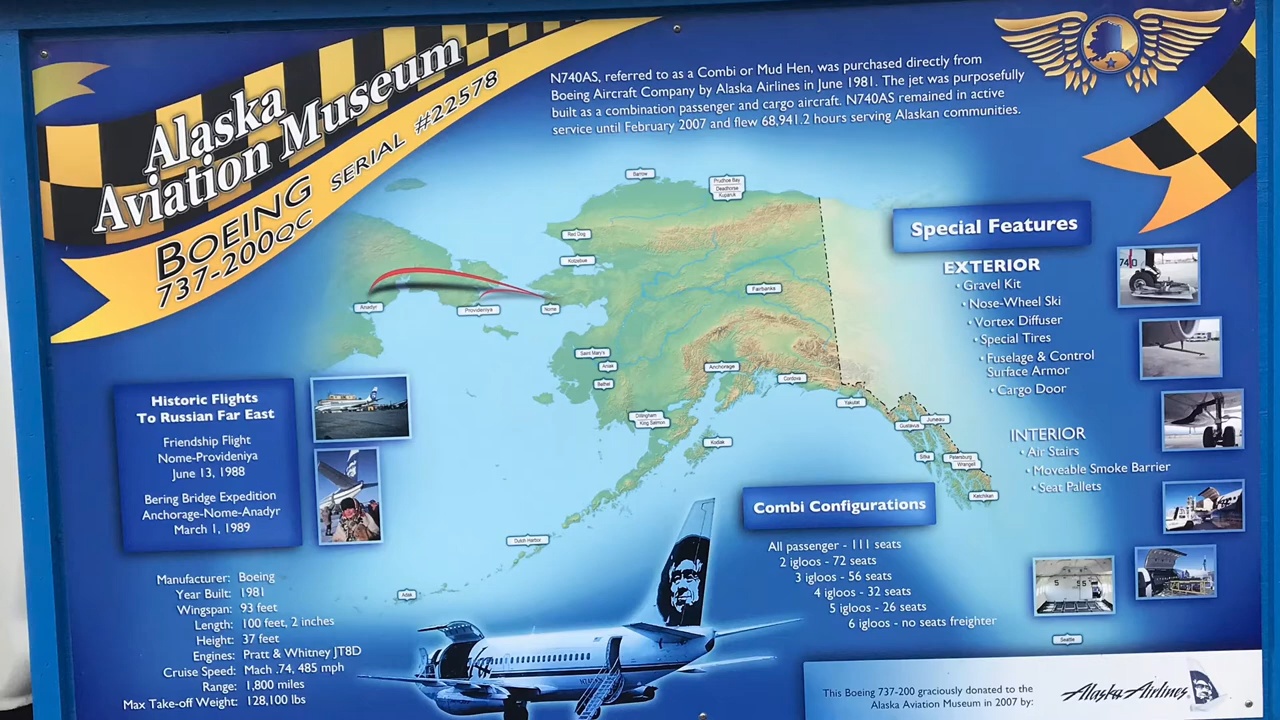 Alaska
Aviation Museum
BOEING SERIAL #22578
737-200QC
N740AS, referred to as a Combi or Mud Hen, was purchased directly from
Boeing Aircraft Company by Alaska Airlines in June 1981. The jet was purposefully
built as a combination passenger and cargo aircraft. N740AS remained in active
service until February 2007 and flew 68,941.2 hours serving Alaskan communities.
Barrow
Prudhoe Bay
Deadhorse
Kuparuk
Red Dog
Kotzebue
Fairbanks
Anadyr
Provideniya
Nome
Saint Mary's
Aniak
Bethel
Anchorage
Cordova
Yakutat
Dillingham
King Salmon
Kodiak
Juneau
Gustavus
Sitka
Petersburg
Wrangell
Ketchikan
Dutch Harbor
Adak
Seattle
Special Features
EXTERIOR
• Gravel Kit
• Nose-Wheel Ski
• Vortex Diffuser
• Special Tires
• Fuselage & Control
Surface Armor
• Cargo Door
INTERIOR
• Air Stairs
• Moveable Smoke Barrier
• Seat Pallets
740
5 55
Historic Flights
To Russian Far East
Friendship Flight
Nome-Provideniya
June 13, 1988
Bering Bridge Expedition
Anchorage-Nome-Anadyr
March 1, 1989
Combi Configurations
All passenger - 111 seats
2 igloos - 72 seats
3 igloos - 56 seats
4 igloos - 32 seats
5 igloos - 26 seats
6 igloos - no seats freighter
Manufacturer: Boeing
Year Built: 1981
Wingspan: 93 feet
Length: 100 feet, 2 inches
Height: 37 feet
Engines: Pratt & Whitney JT8D
Cruise Speed: Mach .74, 485 mph
Range: 1,800 miles
Max Take-off Weight: 128,100 lbs
This Boeing 737-200 graciously donated to the
Alaska Aviation Museum in 2007 by:
Alaska Airlines